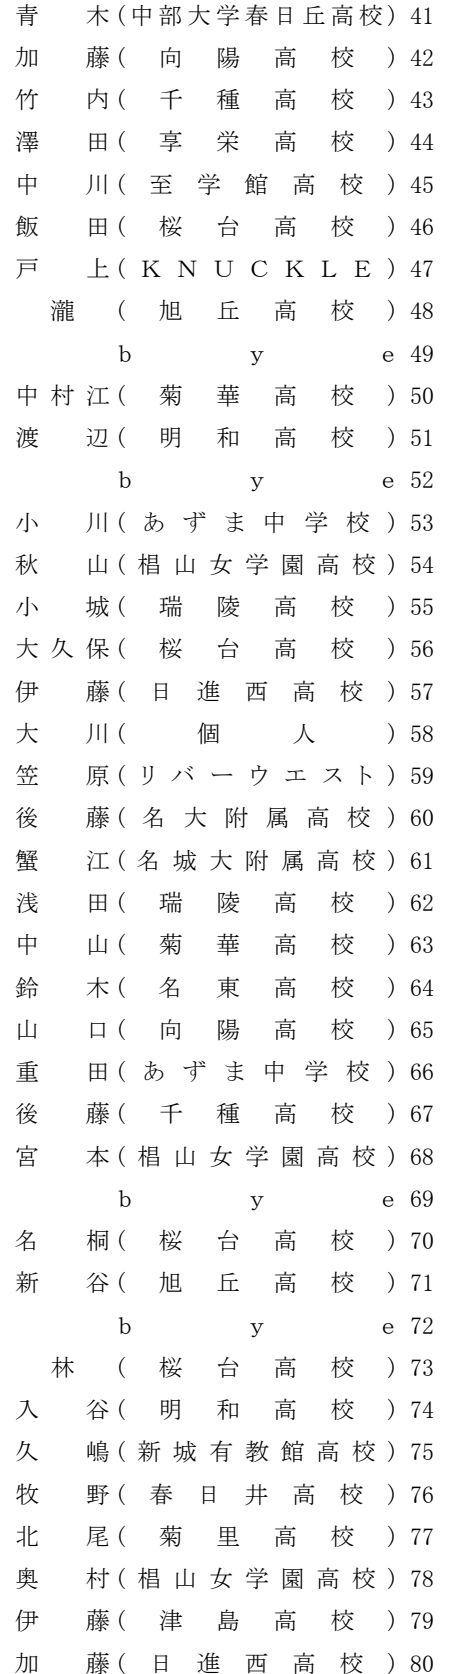 青木(中部大学春日丘高校) 41
加藤(向陽高校) 42
竹内(千種高校) 43
澤田(享栄高校) 44
中川(至学館高校) 45
飯田(桜台高校) 46
戸上(KNUCKLE) 47
瀧(旭丘高校) 48
bye 49
中村江(菊華高校) 50
渡辺(明和高校) 51
bye 52
小川(あずま中学校) 53
秋山(椙山女学園高校) 54
小城(瑞陵高校) 55
大久保(桜台高校) 56
伊藤(日進西高校) 57
大川(個人) 58
笠原(リバーウエスト) 59
後藤(名大附属高校) 60
蟹江(名城大附属高校) 61
浅田(瑞陵高校) 62
中山(菊華高校) 63
鈴木(名東高校) 64
山口(向陽高校) 65
重田(あずま中学校) 66
後藤(千種高校) 67
宮本(椙山女学園高校) 68
bye 69
名桐(桜台高校) 70
新谷(旭丘高校) 71
bye 72
林(桜台高校) 73
入谷(明和高校) 74
久嶋(新城有教館高校) 75
牧野(春日井高校) 76
北尾(菊里高校) 77
奥村(椙山女学園高校) 78
伊藤(津島高校) 79
加藤(日進西高校) 80